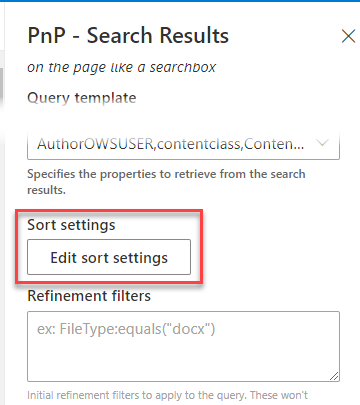 PnP - Search Results
on the page like a searchbox
Query template
AuthorOWSUSER,contentclass,Conten...
Specifies the properties to retrieve from the search
results.
Sort settings
Edit sort settings
Refinement filters
ex: FileType:equals("docx")
Initial refinement filters to apply to the query. These won't